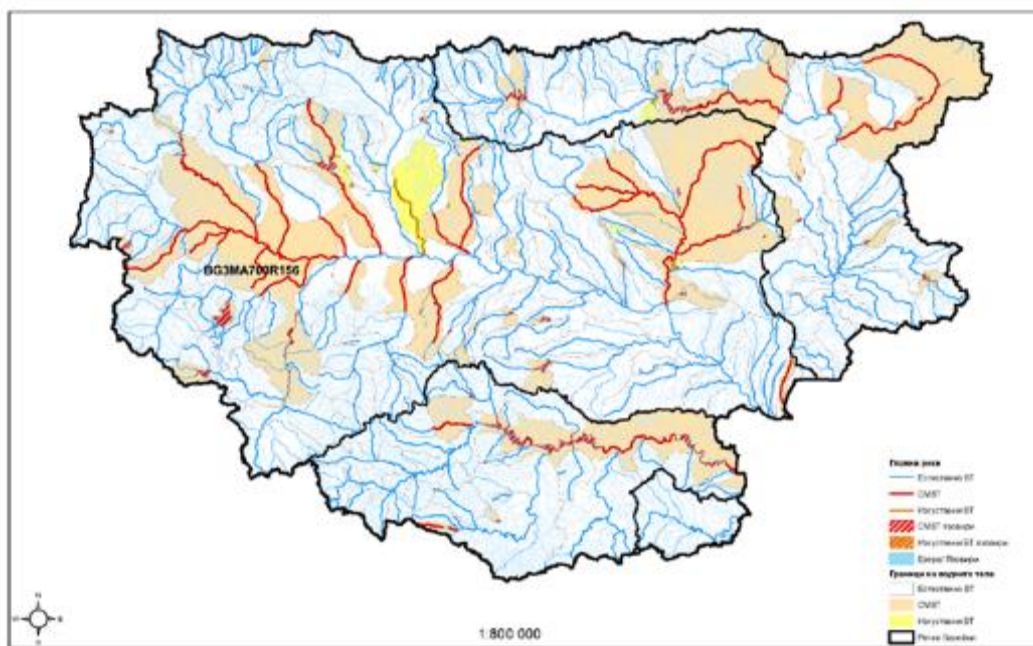 BG3MA700R156
Главни реки
Естествени ВТ
СМВТ
Изкуствени ВТ
СМВТ язовири
Изкуствени ВТ язовири
Езера/ Язовири
Граници на водните тела
Естествени ВТ
СМВТ
Изкуствени ВТ
Речни басейни
N
W
E
S
1:800 000